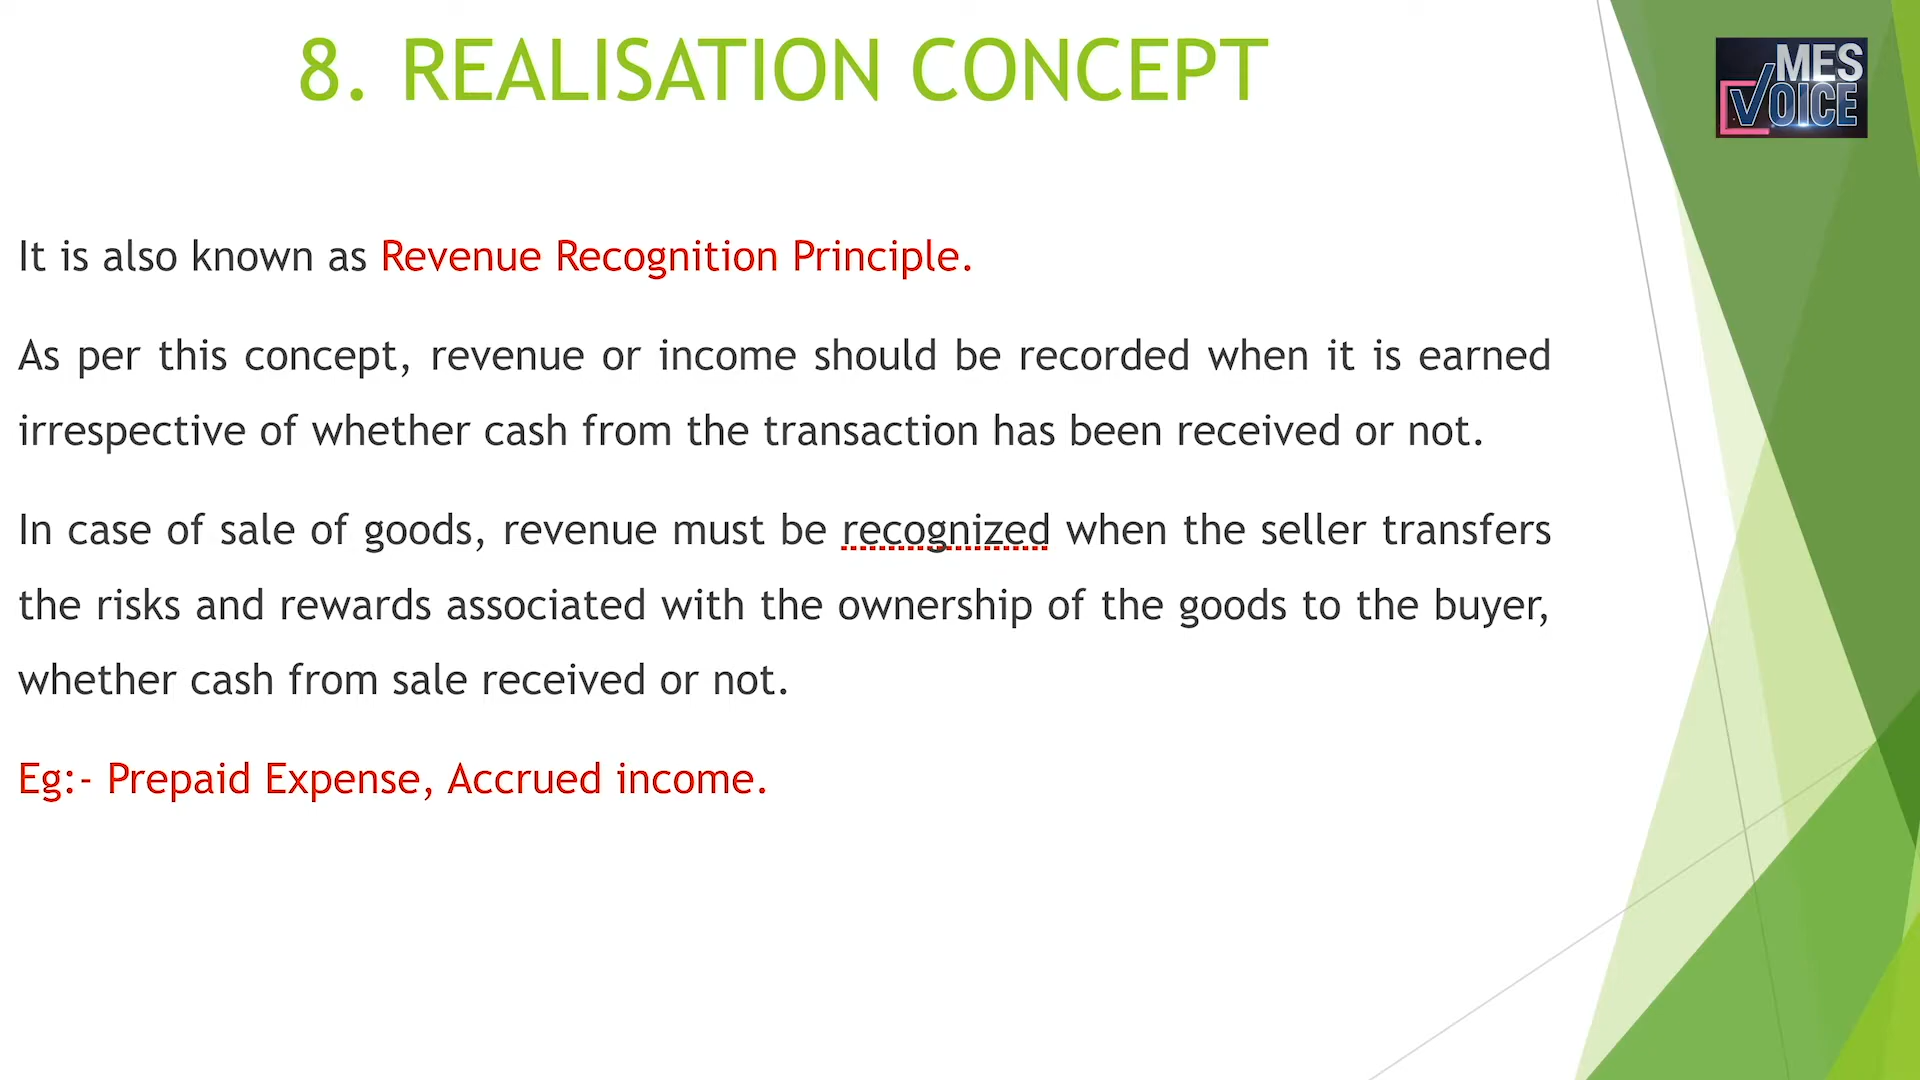 8. REALISATION CONCEPT
MES
VOICE
It is also known as Revenue Recognition Principle.
As per this concept, revenue or income should be recorded when it is earned
irrespective of whether cash from the transaction has been received or not.
In case of sale of goods, revenue must be recognized when the seller transfers
the risks and rewards associated with the ownership of the goods to the buyer,
whether cash from sale received or not.
Eg:- Prepaid Expense, Accrued income.